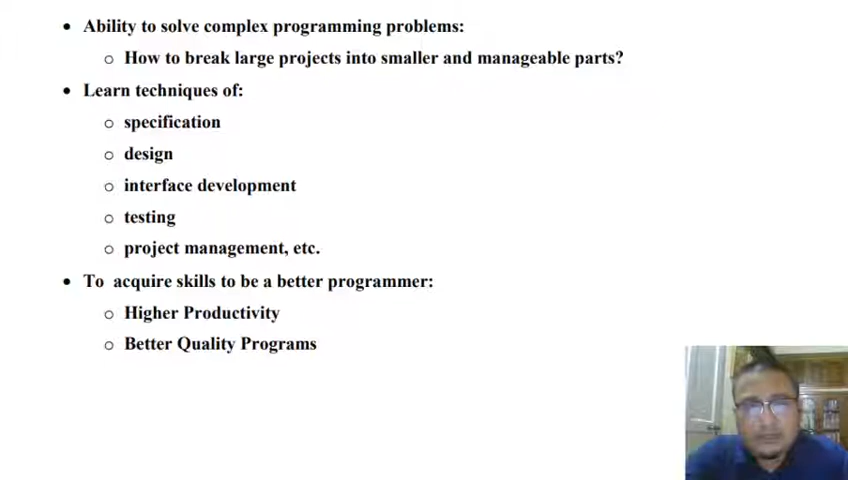 • Ability to solve complex programming problems:
o How to break large projects into smaller and manageable parts?
• Learn techniques of:
o specification
o design
o interface development
o testing
o project management, etc.
• To  acquire skills to be a better programmer:
o Higher Productivity
o Better Quality Programs